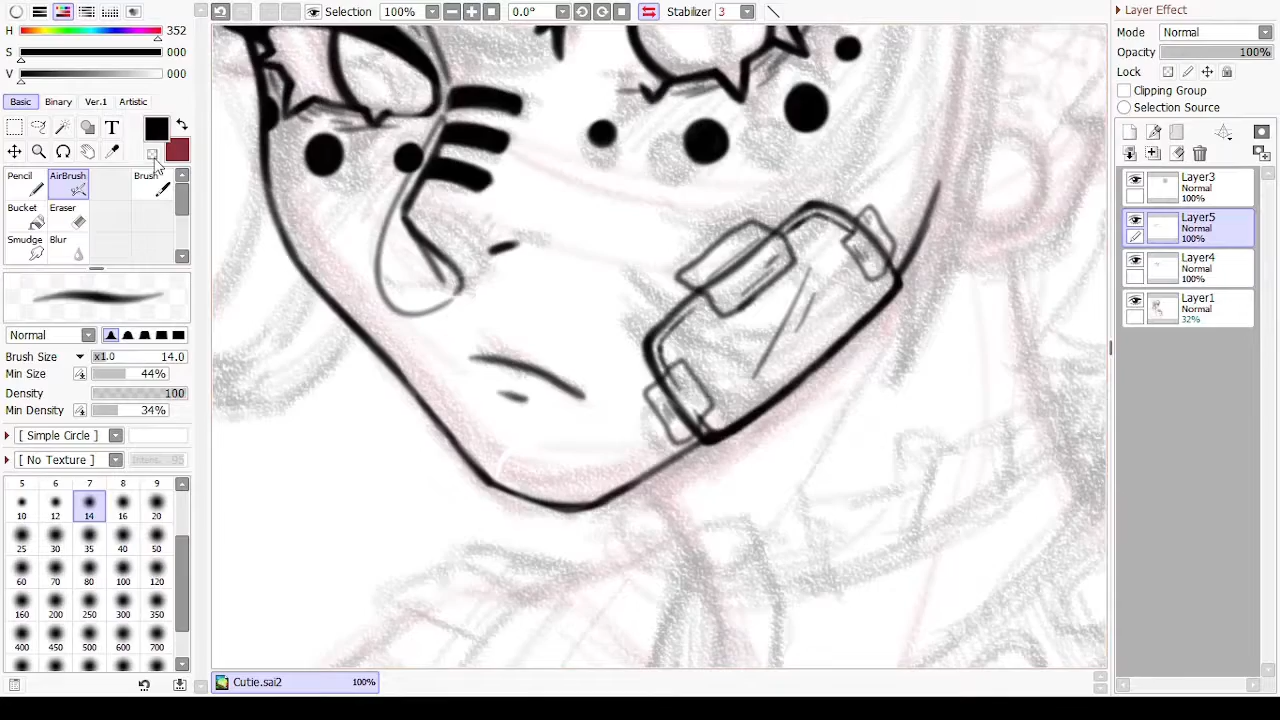 Selection 100% 0.0° Stabilizer 3
H 352
S 000
V 000
Basic Binary Ver.1 Artistic
T
Pencil AirBrush Brush
Bucket Eraser
Smudge Blur
Normal
Brush Size x1.0 14.0
Min Size 44%
Density 100
Min Density 34%
[ Simple Circle ]
[ No Texture ] Intens. 95
5 6 7 8 9
10 12 14 16 20
25 30 35 40 50
60 70 80 100 120
160 200 250 300 350
400 450 500 600 700
Cutie.sai2 100%
Layer Effect
Mode Normal
Opacity 100%
Lock
Clipping Group
Selection Source
Layer3
Normal
100%
Layer5
Normal
100%
Layer4
Normal
100%
Layer1
Normal
32%